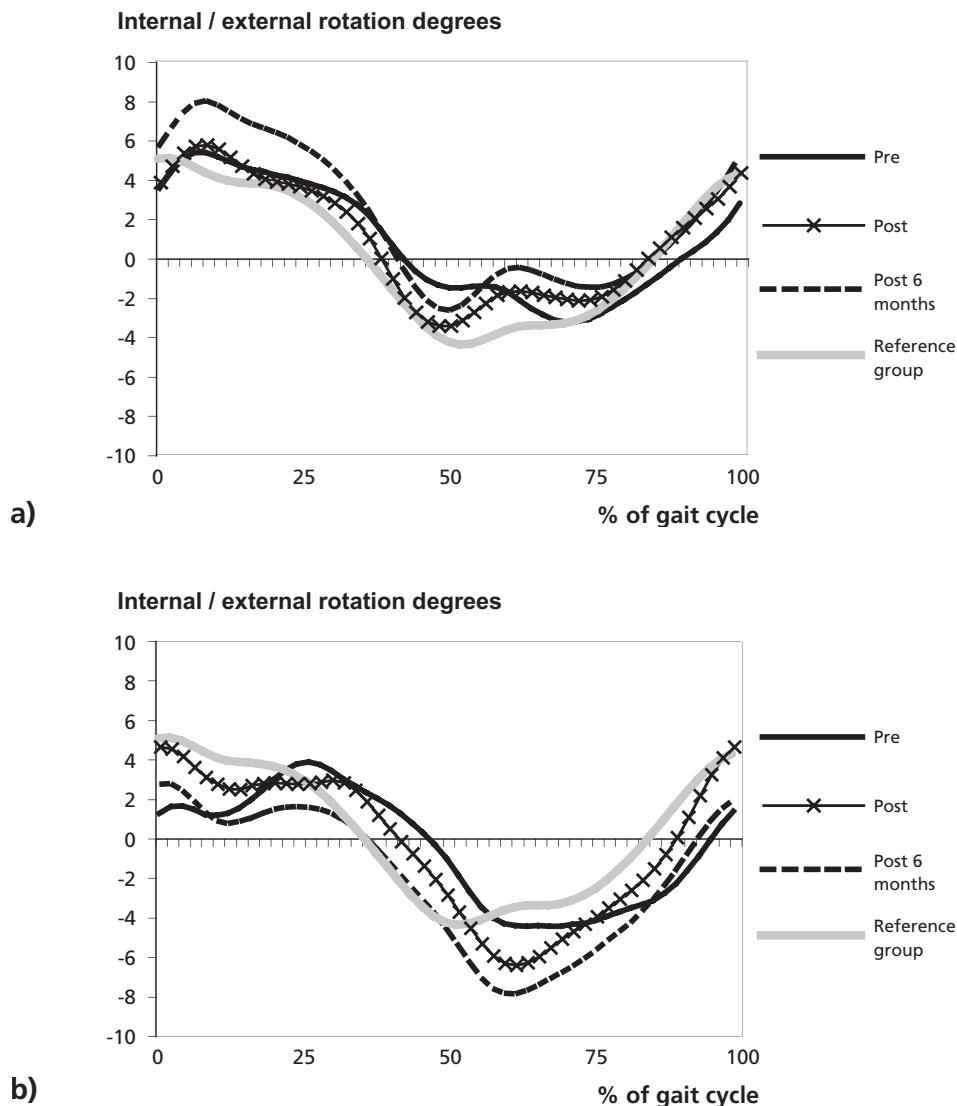 Internal / external rotation degrees
10
8
6
4
2
0
-2
-4
-6
-8
-10
0 25 50 75 100
% of gait cycle
Pre
Post
Post 6
months
Reference
group
a)
Internal / external rotation degrees
10
8
6
4
2
0
-2
-4
-6
-8
-10
0 25 50 75 100
% of gait cycle
Pre
Post
Post 6
months
Reference
group
b)